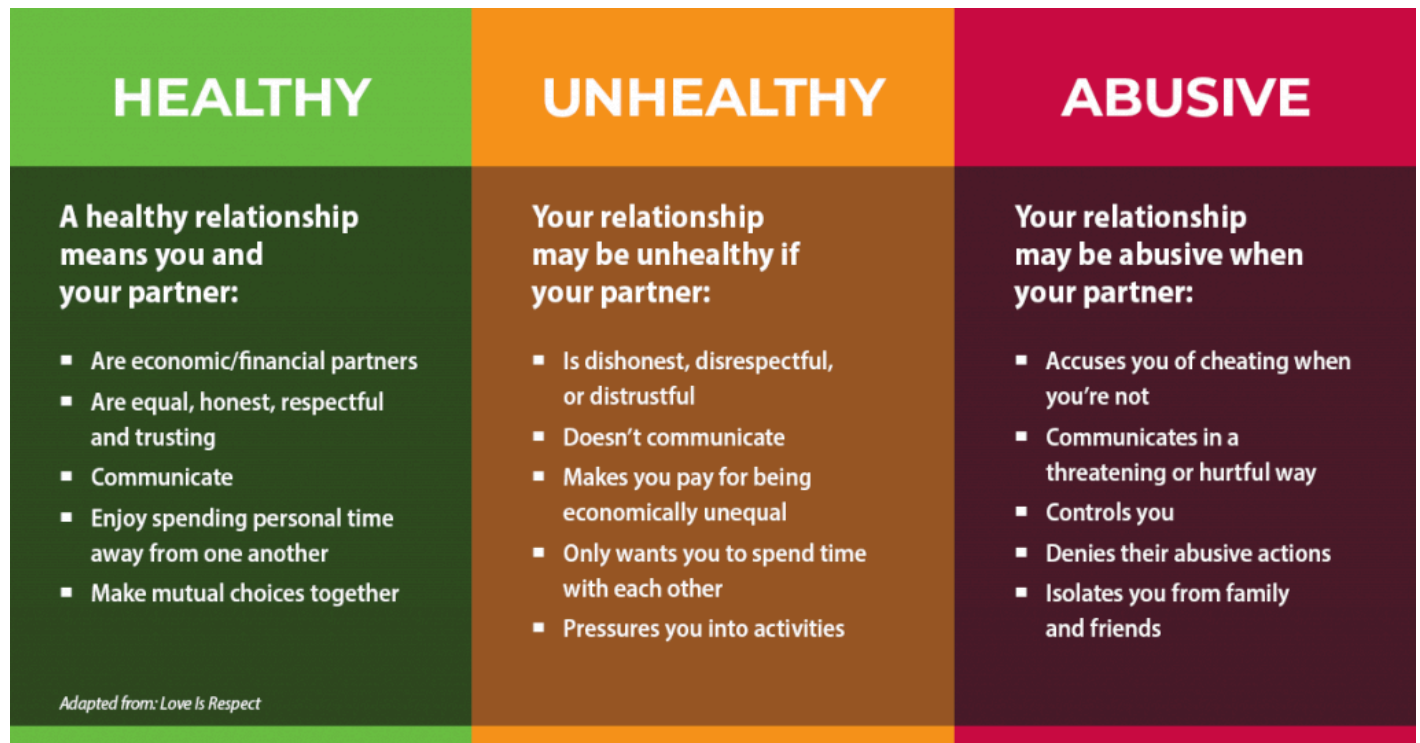 HEALTHY
A healthy relationship
means you and
your partner:
▪ Are economic/financial partners
▪ Are equal, honest, respectful
and trusting
▪ Communicate
▪ Enjoy spending personal time
away from one another
▪ Make mutual choices together
Adapted from: Love Is Respect
UNHEALTHY
Your relationship
may be unhealthy if
your partner:
▪ Is dishonest, disrespectful,
or distrustful
▪ Doesn’t communicate
▪ Makes you pay for being
economically unequal
▪ Only wants you to spend time
with each other
▪ Pressures you into activities
ABUSIVE
Your relationship
may be abusive when
your partner:
▪ Accuses you of cheating when
you’re not
▪ Communicates in a
threatening or hurtful way
▪ Controls you
▪ Denies their abusive actions
▪ Isolates you from family
and friends